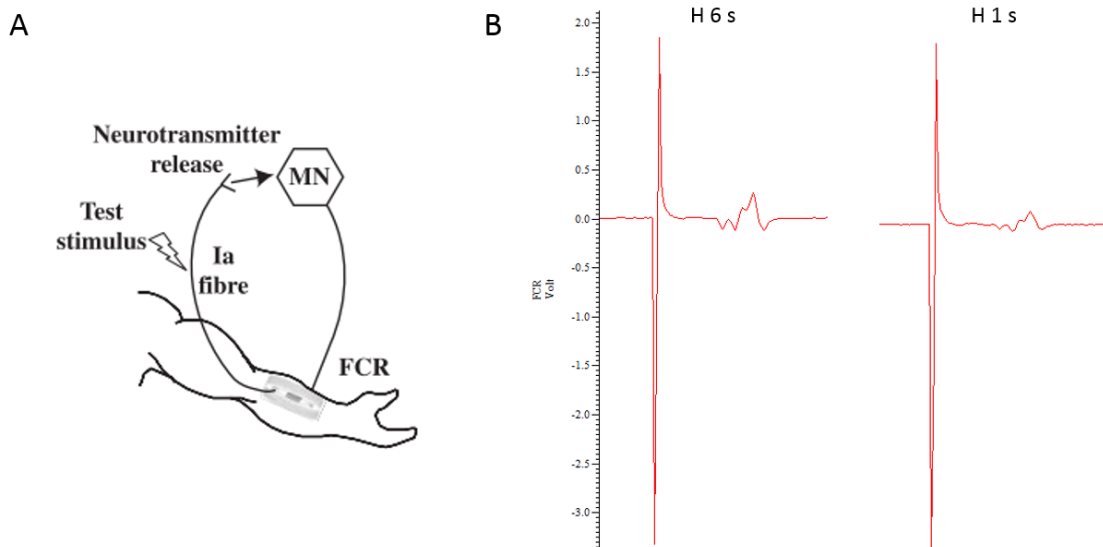 A
Neurotransmitter
release
MN
Test
stimulus
Ia
fibre
FCR
B
H 6 s
H 1 s
2.0
1.5
1.0
0.5
0.0
-0.5
-1.0
-1.5
-2.0
-2.5
-3.0
FCR
Volt